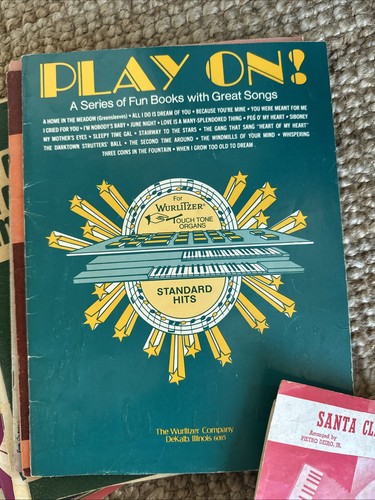 PLAY ON!
A Series of Fun Books with Great Songs
A HOME IN THE MEADOW (Greensleeves) • ALL I DO IS DREAM OF YOU • BECAUSE YOU'RE MINE • YOU WERE MEANT FOR ME
I CRIED FOR YOU • I'M NOBODY'S BABY • JUNE NIGHT • LOVE IS A MANY-SPLENDORED THING • PEG O' MY HEART • SIBONEY
MY MOTHER'S EYES • SLEEPY TIME GAL • STAIRWAY TO THE STARS • THE GANG THAT SANG "HEART OF MY HEART"
THE DARKTOWN STRUTTERS' BALL • THE SECOND TIME AROUND • THE WINDMILLS OF YOUR MIND • WHISPERING
THREE COINS IN THE FOUNTAIN • WHEN I GROW TOO OLD TO DREAM
For
WURLITZER®
TOUCH TONE
ORGANS
STANDARD
HITS
The Wurlitzer Company
DeKalb, Illinois 60115
SANTA CL
Arranged by
PIETRO DEIRO, JR.